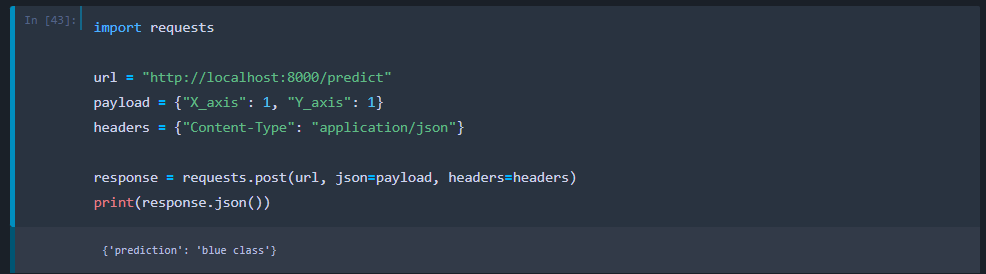 In [43]:
import requests
url = "http://localhost:8000/predict"
payload = {"X_axis": 1, "Y_axis": 1}
headers = {"Content-Type": "application/json"}
response = requests.post(url, json=payload, headers=headers)
print(response.json())
{'prediction': 'blue class'}